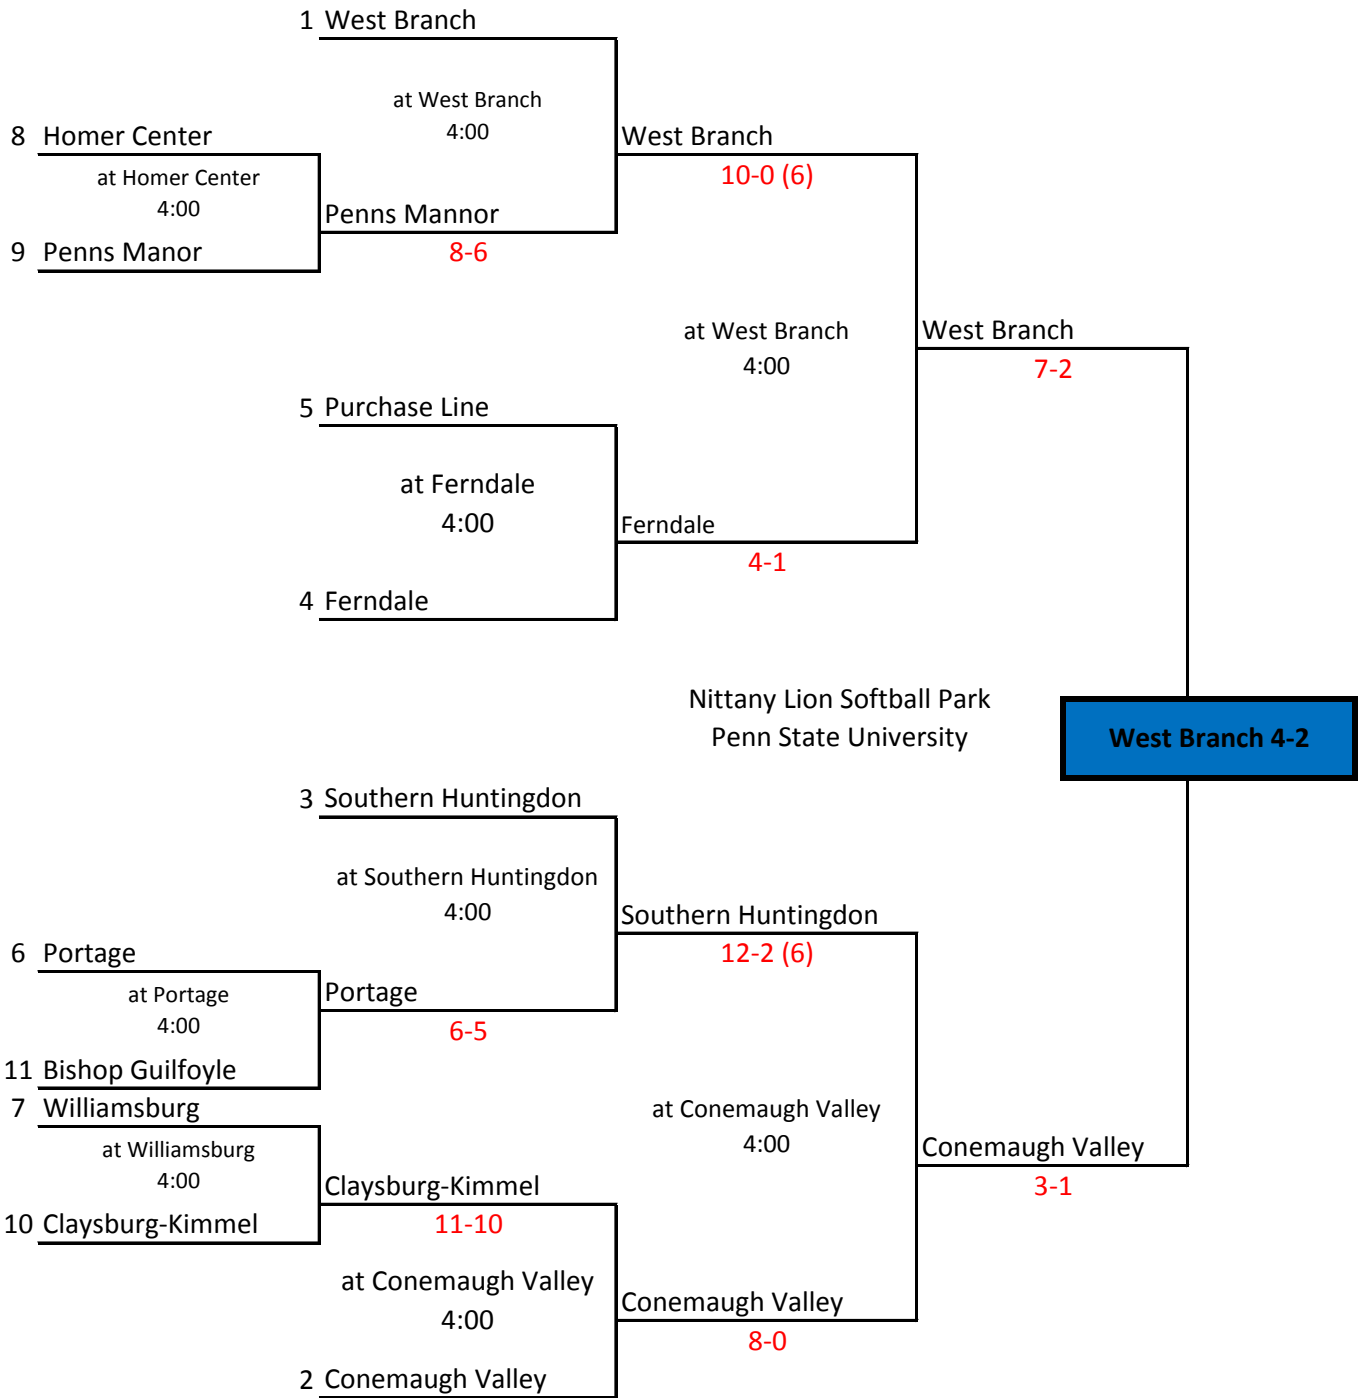 1 West Branch
at West Branch
4:00
8 Homer Center
West Branch
at Homer Center
10-0 (6)
4:00
Penns Mannor
9 Penns Manor
8-6
at West Branch
West Branch
4:00
7-2
5 Purchase Line
at Ferndale
4:00
Ferndale
4-1
4 Ferndale
Nittany Lion Softball Park
Penn State University
West Branch 4-2
3 Southern Huntingdon
at Southern Huntingdon
4:00
Southern Huntingdon
6 Portage
12-2 (6)
at Portage
Portage
4:00
6-5
11 Bishop Guilfoyle
7 Williamsburg
at Conemaugh Valley
at Williamsburg
4:00
Conemaugh Valley
4:00
Claysburg-Kimmel
3-1
10 Claysburg-Kimmel
11-10
at Conemaugh Valley
4:00
Conemaugh Valley
8-0
2 Conemaugh Valley